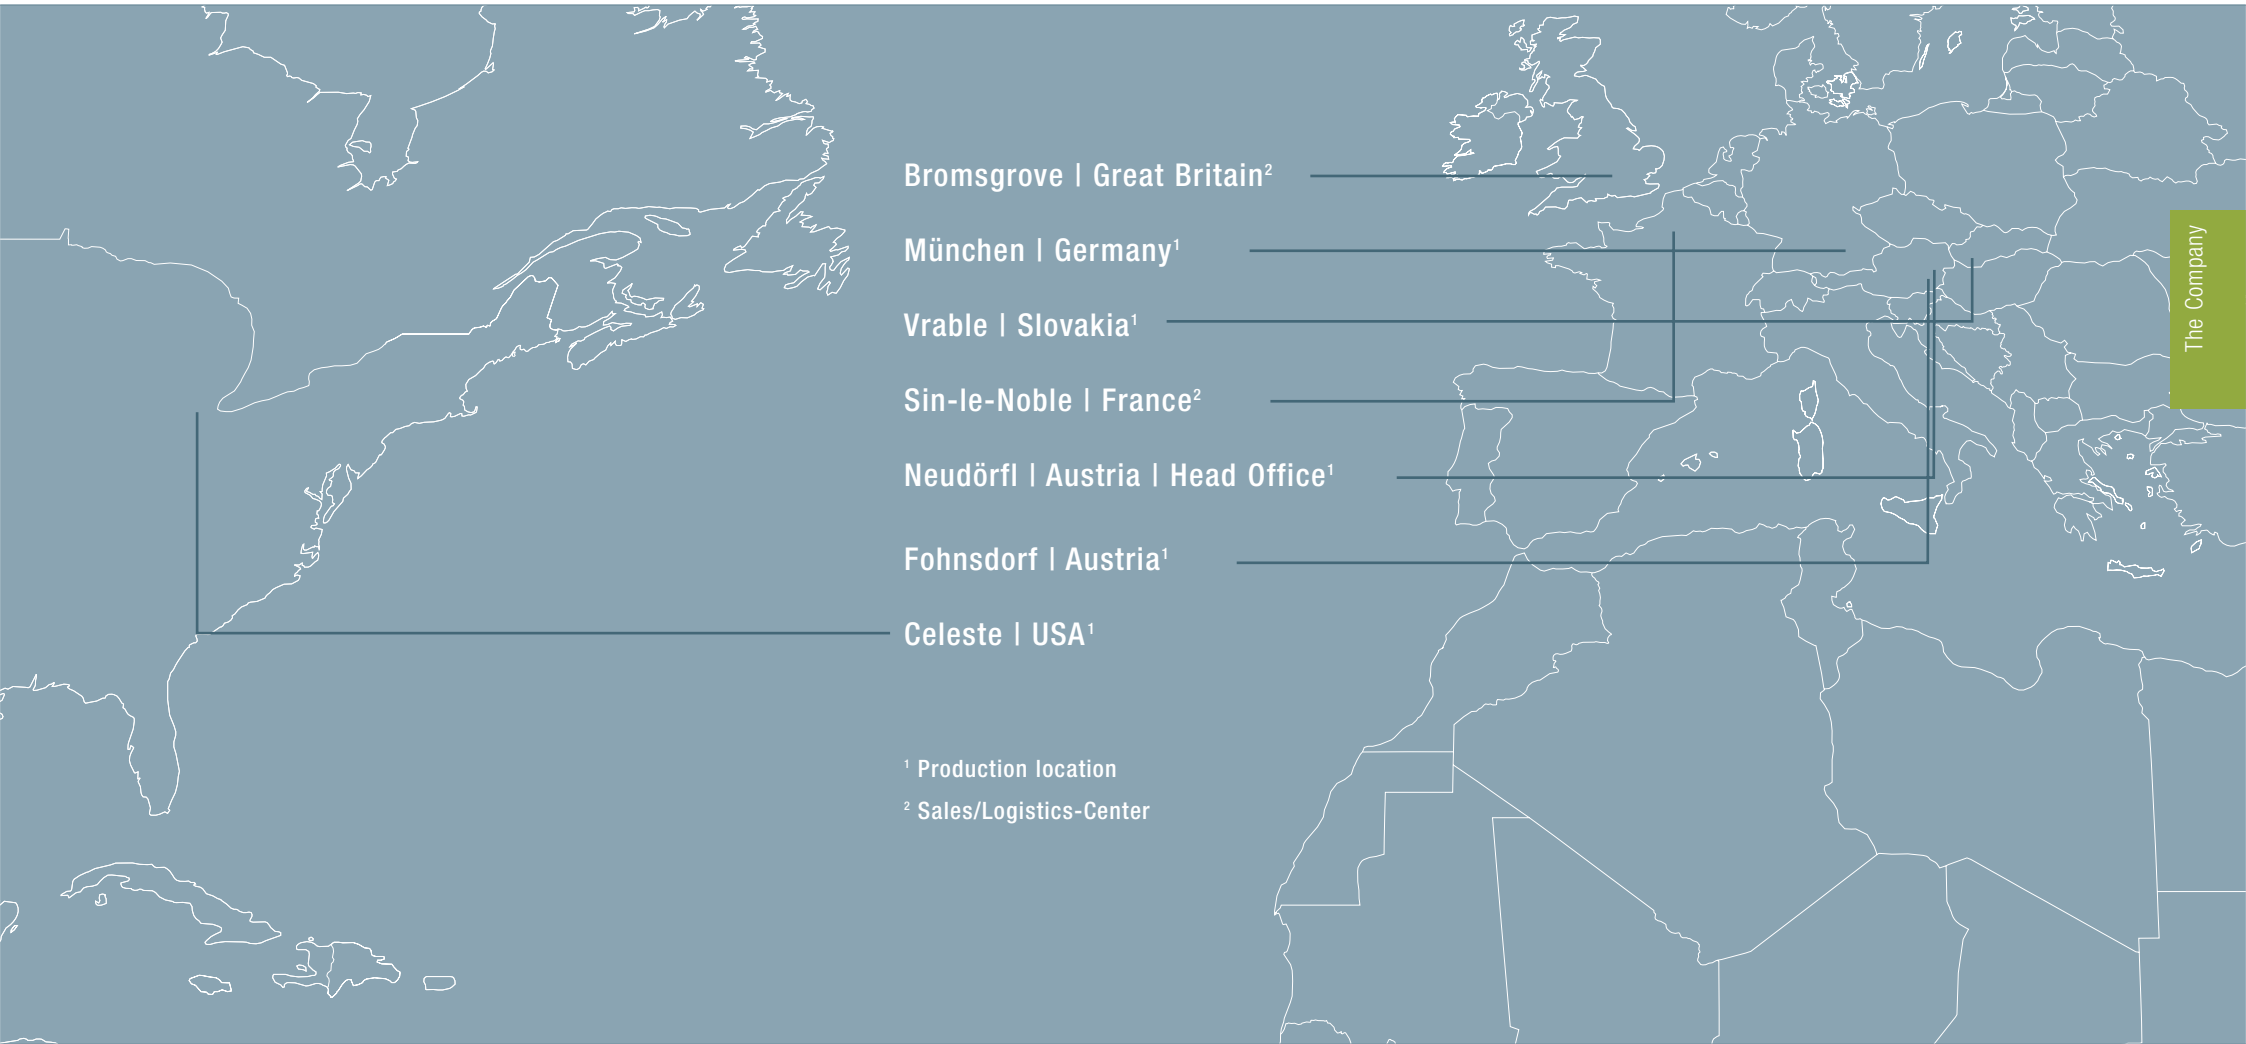 Bromsgrove | Great Britain²
München | Germany¹
Vrable | Slovakia¹
Sin-le-Noble | France²
Neudörfl | Austria | Head Office¹
Fohnsdorf | Austria¹
Celeste | USA¹
¹ Production location
² Sales/Logistics-Center
The Company